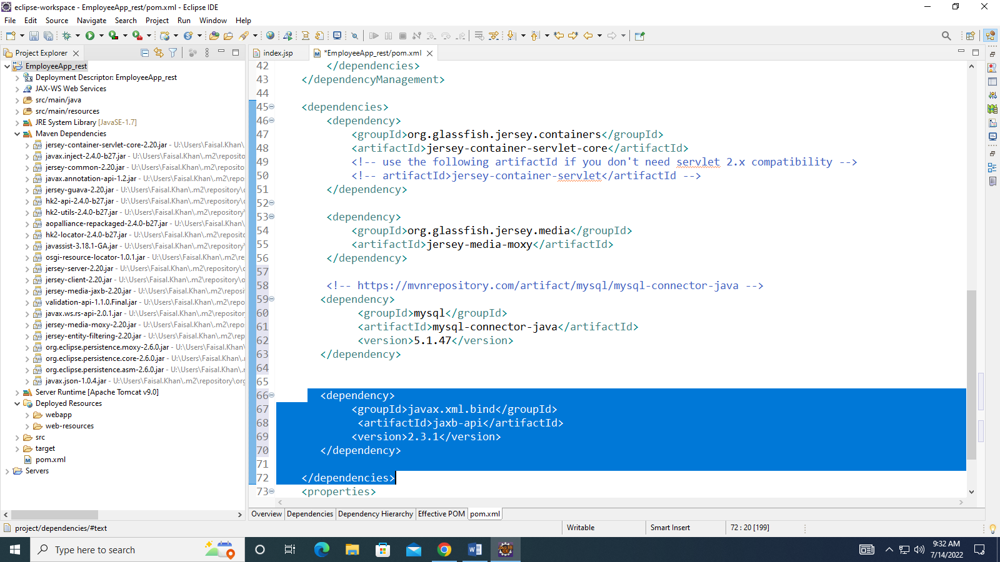 eclipse-workspace - EmployeeApp_rest/pom.xml - Eclipse IDE
File Edit Source Navigate Search Project Run Window Help
Project Explorer
EmployeeApp_rest
Deployment Descriptor: EmployeeApp_rest
JAX-WS Web Services
src/main/java
src/main/resources
JRE System Library [JavaSE-1.7]
Maven Dependencies
jersey-container-servlet-core-2.20.jar - U:\Users\Faisal.Khan\
javax.inject-2.4.0-b27.jar - U:\Users\Faisal.Khan\.m2\reposito
jersey-common-2.20.jar - U:\Users\Faisal.Khan\.m2\reposito
javax.annotation-api-1.2.jar - U:\Users\Faisal.Khan\.m2\repo
jersey-guava-2.20.jar - U:\Users\Faisal.Khan\.m2\repository\
hk2-api-2.4.0-b27.jar - U:\Users\Faisal.Khan\.m2\repository\
hk2-utils-2.4.0-b27.jar - U:\Users\Faisal.Khan\.m2\repository
aopalliance-repackaged-2.4.0-b27.jar - U:\Users\Faisal.Khan\
hk2-locator-2.4.0-b27.jar - U:\Users\Faisal.Khan\.m2\reposito
javassist-3.18.1-GA.jar - U:\Users\Faisal.Khan\.m2\repository
osgi-resource-locator-1.0.1.jar - U:\Users\Faisal.Khan\.m2\re
jersey-server-2.20.jar - U:\Users\Faisal.Khan\.m2\repository\
jersey-client-2.20.jar - U:\Users\Faisal.Khan\.m2\repository\
jersey-media-jaxb-2.20.jar - U:\Users\Faisal.Khan\.m2\reposi
validation-api-1.1.0.Final.jar - U:\Users\Faisal.Khan\.m2\repo
javax.ws.rs-api-2.0.1.jar - U:\Users\Faisal.Khan\.m2\repositor
jersey-media-moxy-2.20.jar - U:\Users\Faisal.Khan\.m2\repo
jersey-entity-filtering-2.20.jar - U:\Users\Faisal.Khan\.m2\rep
org.eclipse.persistence.moxy-2.6.0.jar - U:\Users\Faisal.Khan\
org.eclipse.persistence.core-2.6.0.jar - U:\Users\Faisal.Khan\.
org.eclipse.persistence.asm-2.6.0.jar - U:\Users\Faisal.Khan\.
javax.json-1.0.4.jar - U:\Users\Faisal.Khan\.m2\repository\org
Server Runtime [Apache Tomcat v9.0]
Deployed Resources
webapp
web-resources
src
target
pom.xml
Servers
index.jsp *EmployeeApp_rest/pom.xml
42 </dependencies>
43 </dependencyManagement>
44
45 <dependencies>
46 <dependency>
47 <groupId>org.glassfish.jersey.containers</groupId>
48 <artifactId>jersey-container-servlet-core</artifactId>
49 <!-- use the following artifactId if you don't need servlet 2.x compatibility -->
50 <!-- artifactId>jersey-container-servlet</artifactId -->
51 </dependency>
52
53 <dependency>
54 <groupId>org.glassfish.jersey.media</groupId>
55 <artifactId>jersey-media-moxy</artifactId>
56 </dependency>
57
58 <!-- https://mvnrepository.com/artifact/mysql/mysql-connector-java -->
59 <dependency>
60 <groupId>mysql</groupId>
61 <artifactId>mysql-connector-java</artifactId>
62 <version>5.1.47</version>
63 </dependency>
64
65
66 <dependency>
67 <groupId>javax.xml.bind</groupId>
68 <artifactId>jaxb-api</artifactId>
69 <version>2.3.1</version>
70 </dependency>
71
72 </dependencies>
73 <properties>
Overview Dependencies Dependency Hierarchy Effective POM pom.xml
project/dependencies/#text Writable Smart Insert 72 : 20 [199]
Type here to search
9:32 AM
7/14/2022